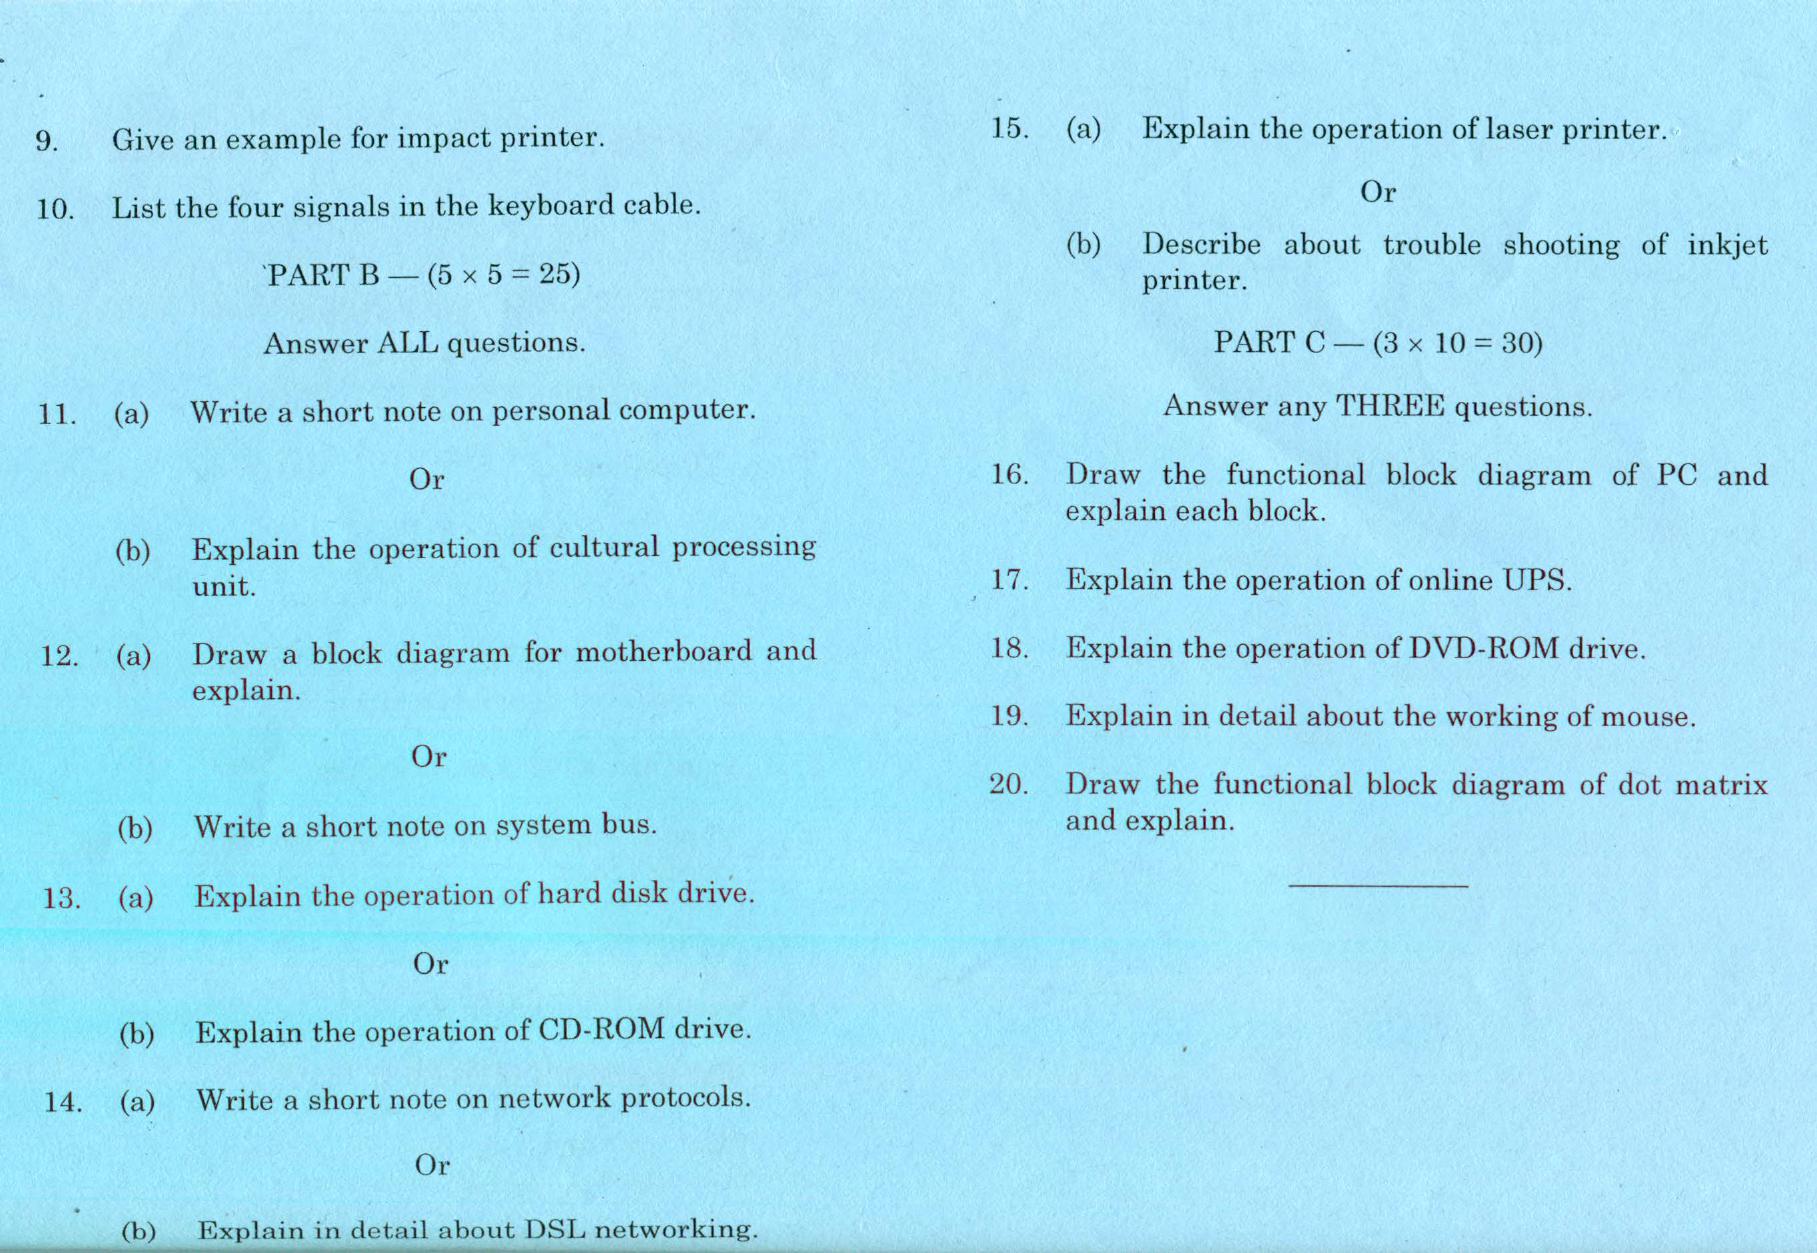 9. Give an example for impact printer.
10. List the four signals in the keyboard cable.
PART B — (5 × 5 = 25)
Answer ALL questions.
11. (a) Write a short note on personal computer.
Or
(b) Explain the operation of cultural processing
unit.
12. (a) Draw a block diagram for motherboard and
explain.
Or
(b) Write a short note on system bus.
13. (a) Explain the operation of hard disk drive.
Or
(b) Explain the operation of CD-ROM drive.
14. (a) Write a short note on network protocols.
Or
(b) Explain in detail about DSL networking.
15. (a) Explain the operation of laser printer.
Or
(b) Describe about trouble shooting of inkjet
printer.
PART C — (3 × 10 = 30)
Answer any THREE questions.
16. Draw the functional block diagram of PC and
explain each block.
17. Explain the operation of online UPS.
18. Explain the operation of DVD-ROM drive.
19. Explain in detail about the working of mouse.
20. Draw the functional block diagram of dot matrix
and explain.